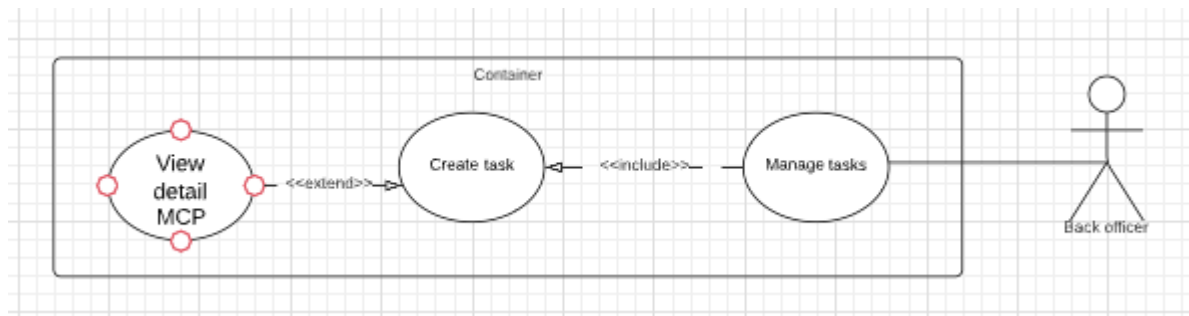 Container
View
detail
MCP
<<extend>>
Create task
<<include>>
Manage tasks
Back officer